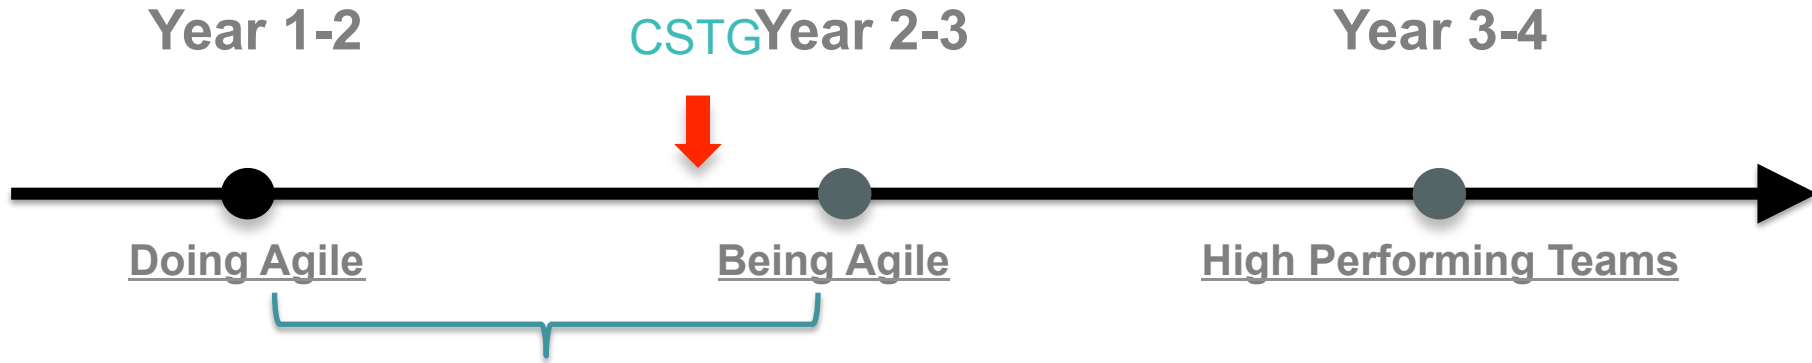 Year 1-2
CSTG
Year 2-3
Year 3-4
Doing Agile
Being Agile
High Performing Teams